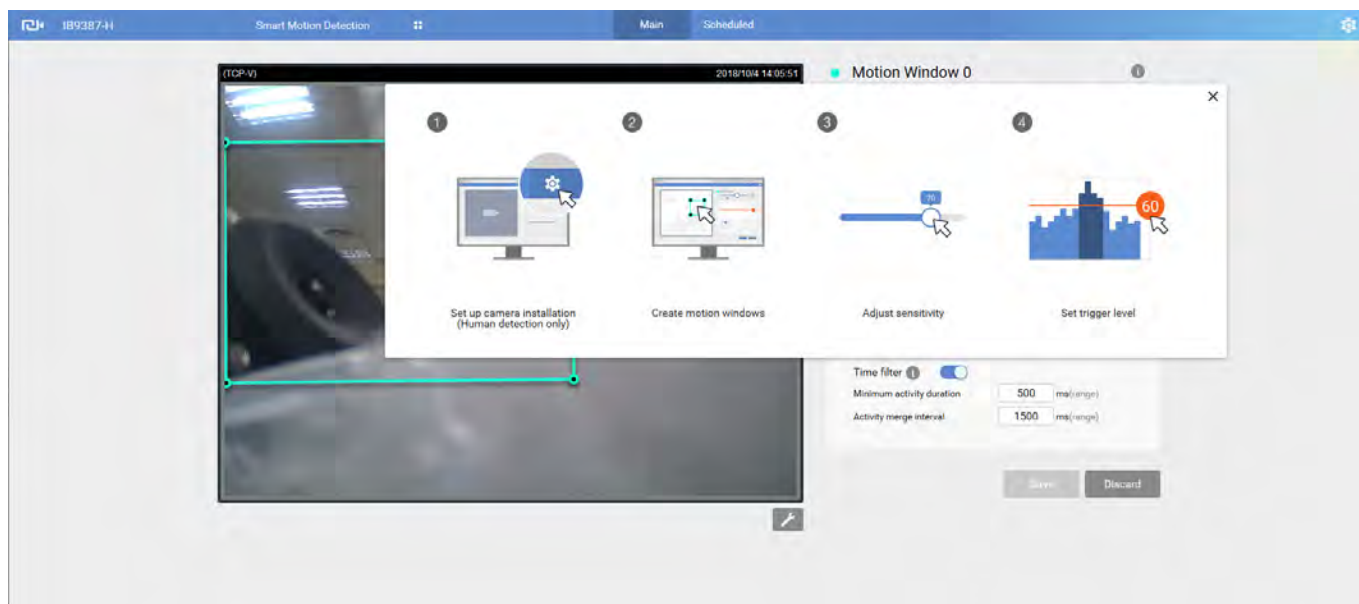 IB9387-H
Smart Motion Detection
Main
Scheduled
(TCP-V)
2018/10/4 14:05:51
Motion Window 0
1
2
3
4
70
60
Set up camera installation
(Human detection only)
Create motion windows
Adjust sensitivity
Set trigger level
Time filter
Minimum activity duration
500
ms(range)
Activity merge interval
1500
ms(range)
Save
Discard